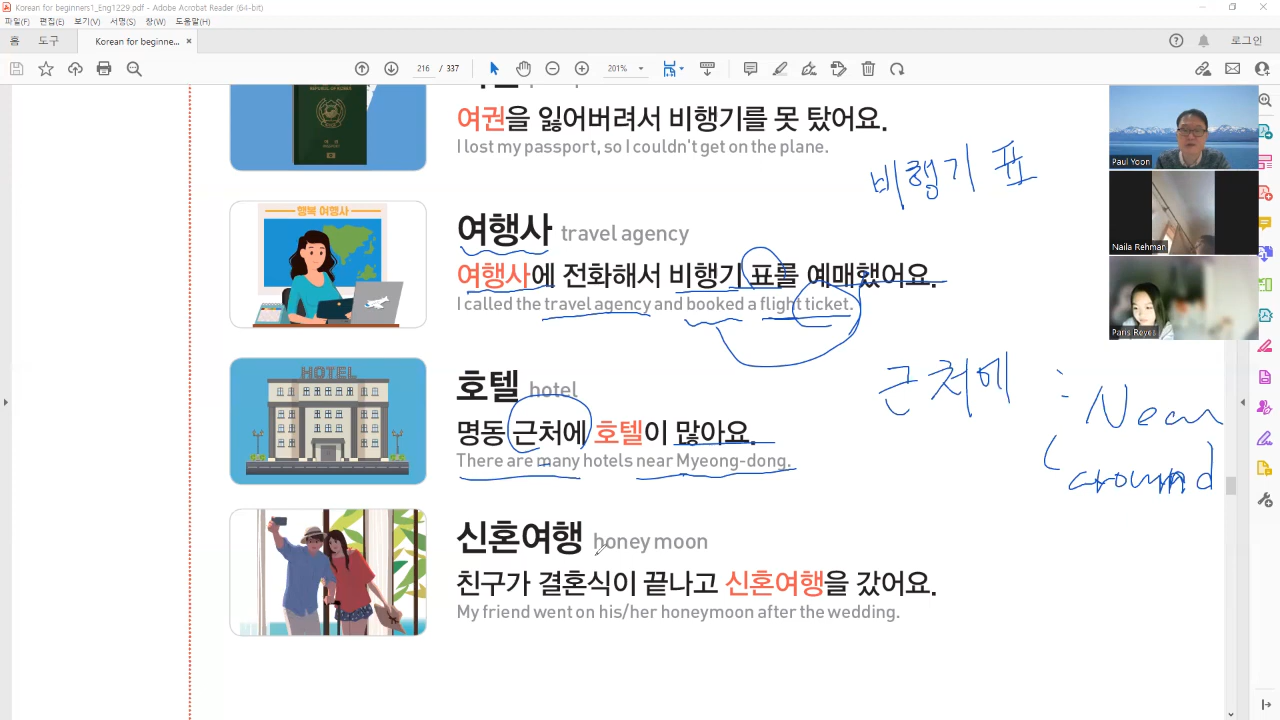 Korean for beginners1_Eng1229.pdf - Adobe Acrobat Reader (64-bit)
파일(F) 편집(E) 보기(V) 서명(S) 창(W) 도움말(H)
홈 도구 Korean for beginne... × 로그인
216 / 337 201%
REPUBLIC OF KOREA
여권
여권을 잃어버려서 비행기를 못 탔어요.
I lost my passport, so I couldn't get on the plane.
비행기 표
Paul Yoon
Naila Rehman
Paris Reyes
행복 여행사
여행사 travel agency
여행사에 전화해서 비행기 표를 예매했어요.
I called the travel agency and booked a flight ticket.
HOTEL
호텔 hotel
명동 근처에 호텔이 많아요.
There are many hotels near Myeong-dong.
근처에 : Near
around
신혼여행 honey moon
친구가 결혼식이 끝나고 신혼여행을 갔어요.
My friend went on his/her honeymoon after the wedding.